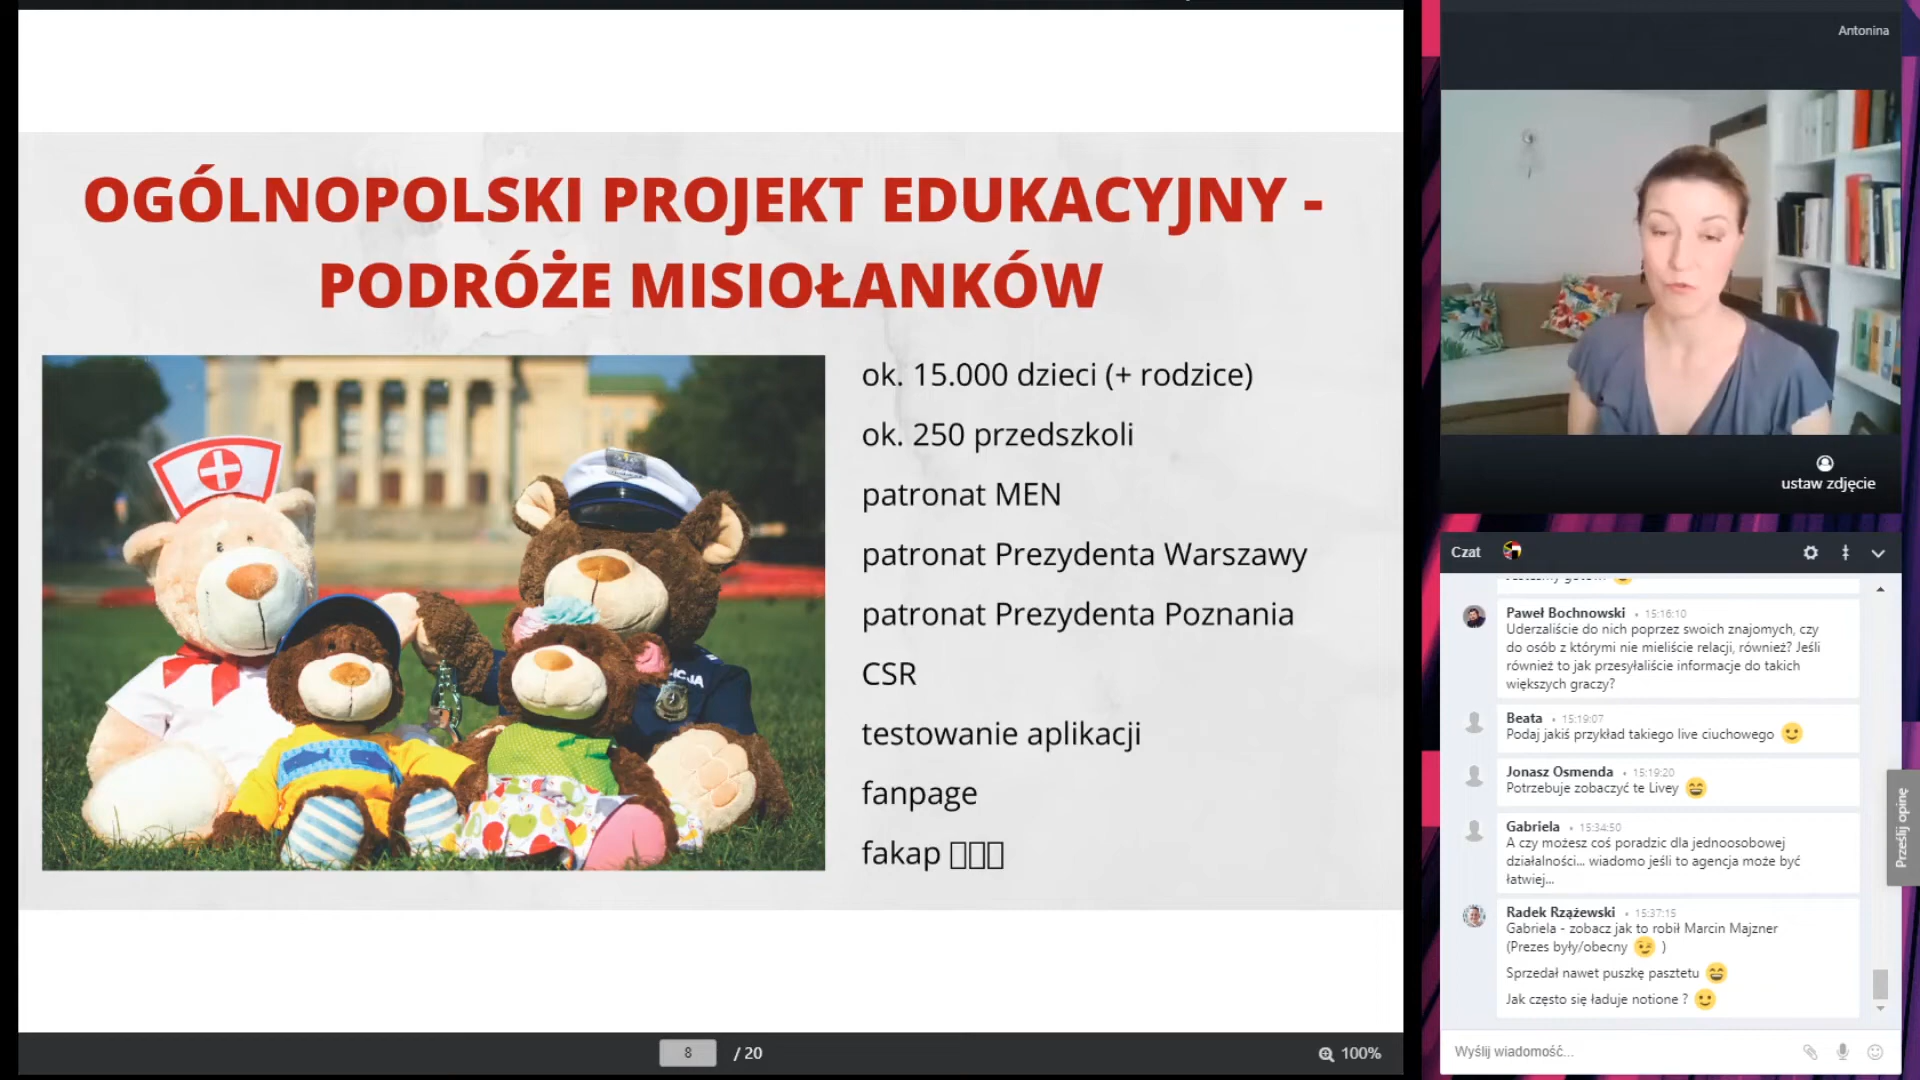 OGÓLNOPOLSKI PROJEKT EDUKACYJNY -
PODRÓŻE MISIOŁANKÓW
ok. 15.000 dzieci (+ rodzice)
ok. 250 przedszkoli
patronat MEN
patronat Prezydenta Warszawy
patronat Prezydenta Poznania
CSR
testowanie aplikacji
fanpage
fakap
8 / 20
100%
Antonina
ustaw zdjęcie
Czat
Paweł Bochnowski • 15:16:10
Uderzaliście do nich poprzez swoich znajomych, czy
do osób z którymi nie mieliście relacji, również? Jeśli
również to jak przesyłaliście informacje do takich
większych graczy?
Beata • 15:19:07
Podaj jakiś przykład takiego live ciuchowego 🙂
Jonasz Osmenda • 15:19:20
Potrzebuje zobaczyć te Livey 😄
Gabriela • 15:34:50
A czy możesz coś poradzic dla jednoosobowej
działalności... wiadomo jeśli to agencja może być
łatwiej...
Radek Rzążewski • 15:37:15
Gabriela - zobacz jak to robił Marcin Majzner
(Prezes były/obecny 😉 )
Sprzedał nawet puszkę pasztetu 😄
Jak często się ładuje notione ? 🙂
Wyślij wiadomość...
Prześlij opinę